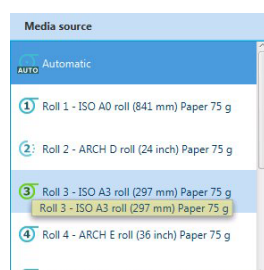 Media source
AUTO Automatic
1 Roll 1 - ISO A0 roll (841 mm) Paper 75 g
2 Roll 2 - ARCH D roll (24 inch) Paper 75 g
3 Roll 3 - ISO A3 roll (297 mm) Paper 75 g
Roll 3 - ISO A3 roll (297 mm) Paper 75 g
4 Roll 4 - ARCH E roll (36 inch) Paper 75 g